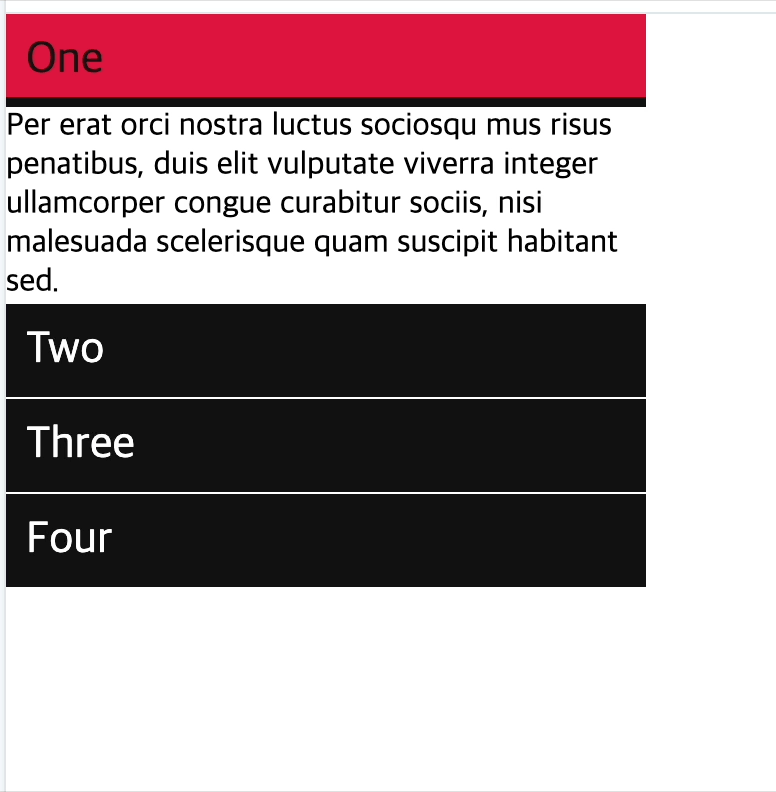 One
Per erat orci nostra luctus sociosqu mus risus
penatibus, duis elit vulputate viverra integer
ullamcorper congue curabitur sociis, nisi
malesuada scelerisque quam suscipit habitant
sed.
Two
Three
Four